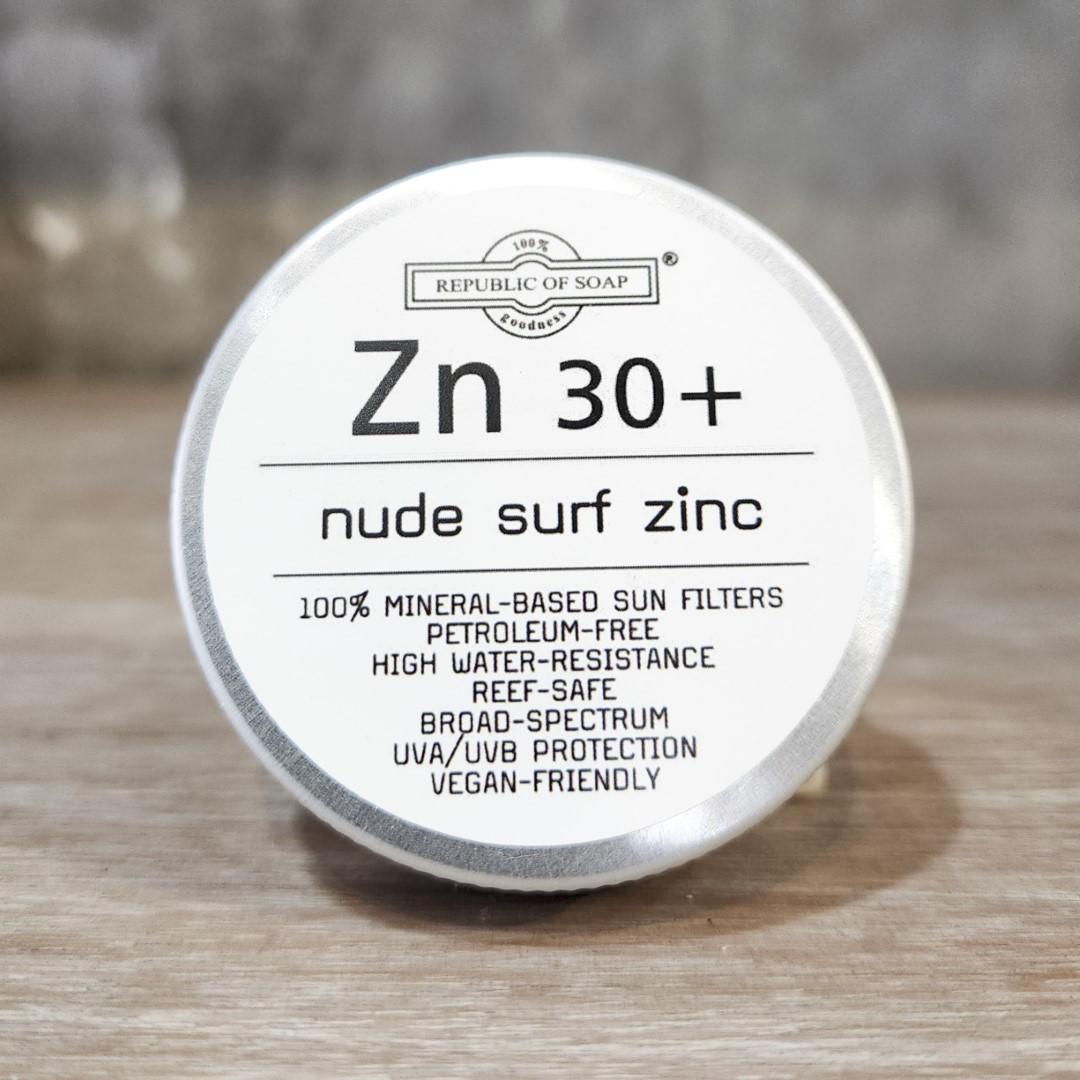 100%
REPUBLIC OF SOAP ®
goodness
Zn 30+
nude surf zinc
100% MINERAL-BASED SUN FILTERS
PETROLEUM-FREE
HIGH WATER-RESISTANCE
REEF-SAFE
BROAD-SPECTRUM
UVA/UVB PROTECTION
VEGAN-FRIENDLY